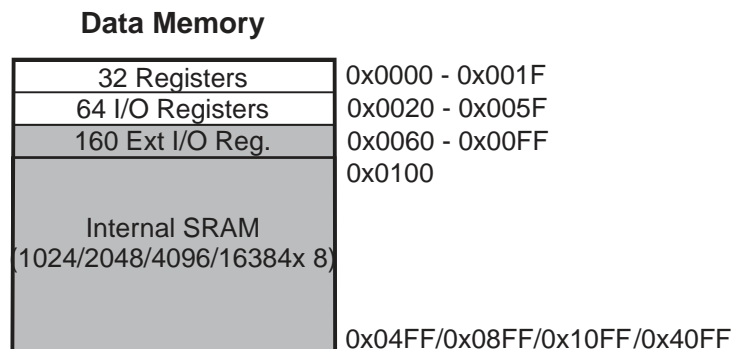 Data Memory
32 Registers 0x0000 - 0x001F
64 I/O Registers 0x0020 - 0x005F
160 Ext I/O Reg. 0x0060 - 0x00FF
0x0100
Internal SRAM
(1024/2048/4096/16384x 8)
0x04FF/0x08FF/0x10FF/0x40FF